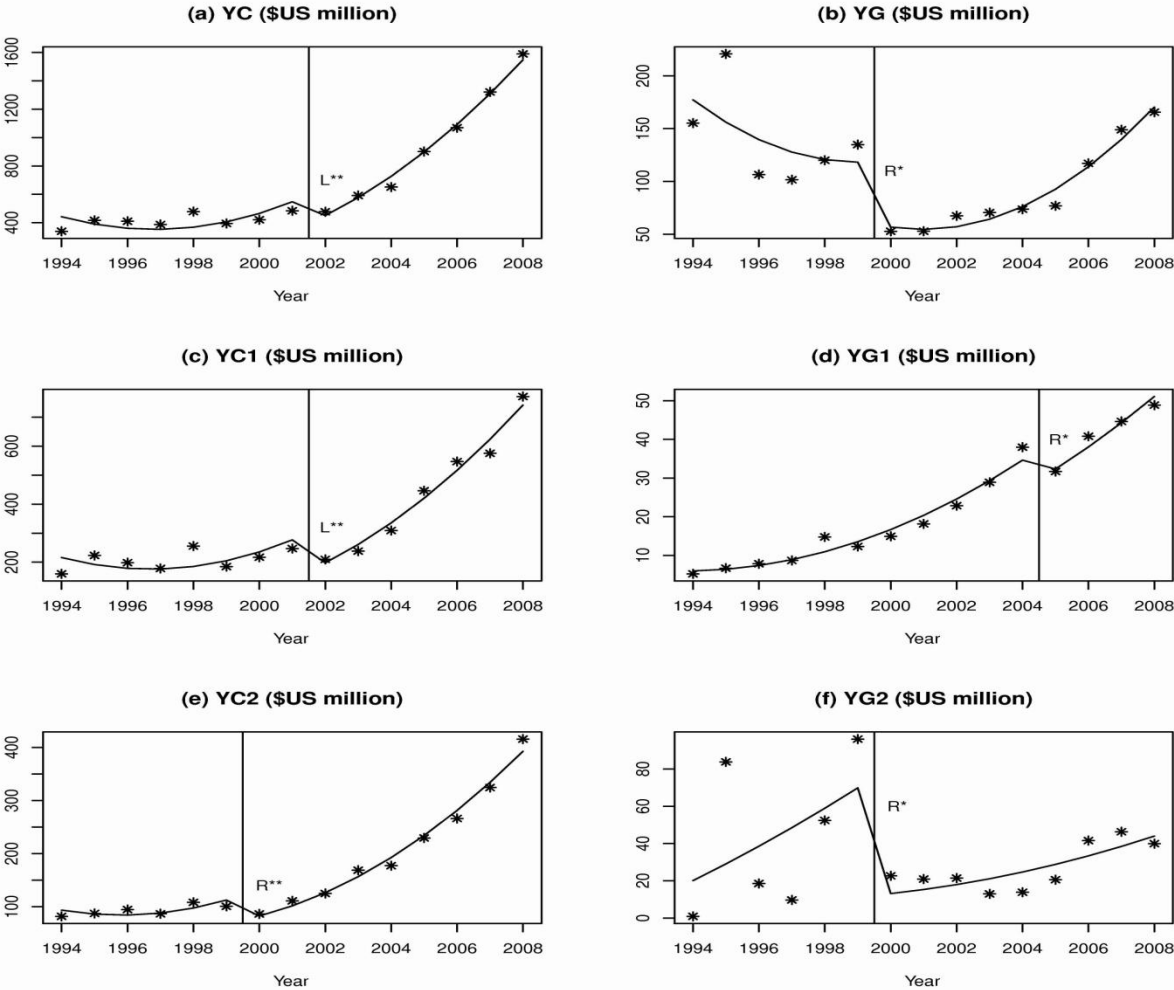 (a) YC ($US million)
1600
1200
800
400
L**
1994 1996 1998 2000 2002 2004 2006 2008
Year
(b) YG ($US million)
200
150
100
50
R*
1994 1996 1998 2000 2002 2004 2006 2008
Year
(c) YC1 ($US million)
600
400
200
L**
1994 1996 1998 2000 2002 2004 2006 2008
Year
(d) YG1 ($US million)
50
40
30
20
10
R*
1994 1996 1998 2000 2002 2004 2006 2008
Year
(e) YC2 ($US million)
400
300
200
100
R**
1994 1996 1998 2000 2002 2004 2006 2008
Year
(f) YG2 ($US million)
80
60
40
20
0
R*
1994 1996 1998 2000 2002 2004 2006 2008
Year